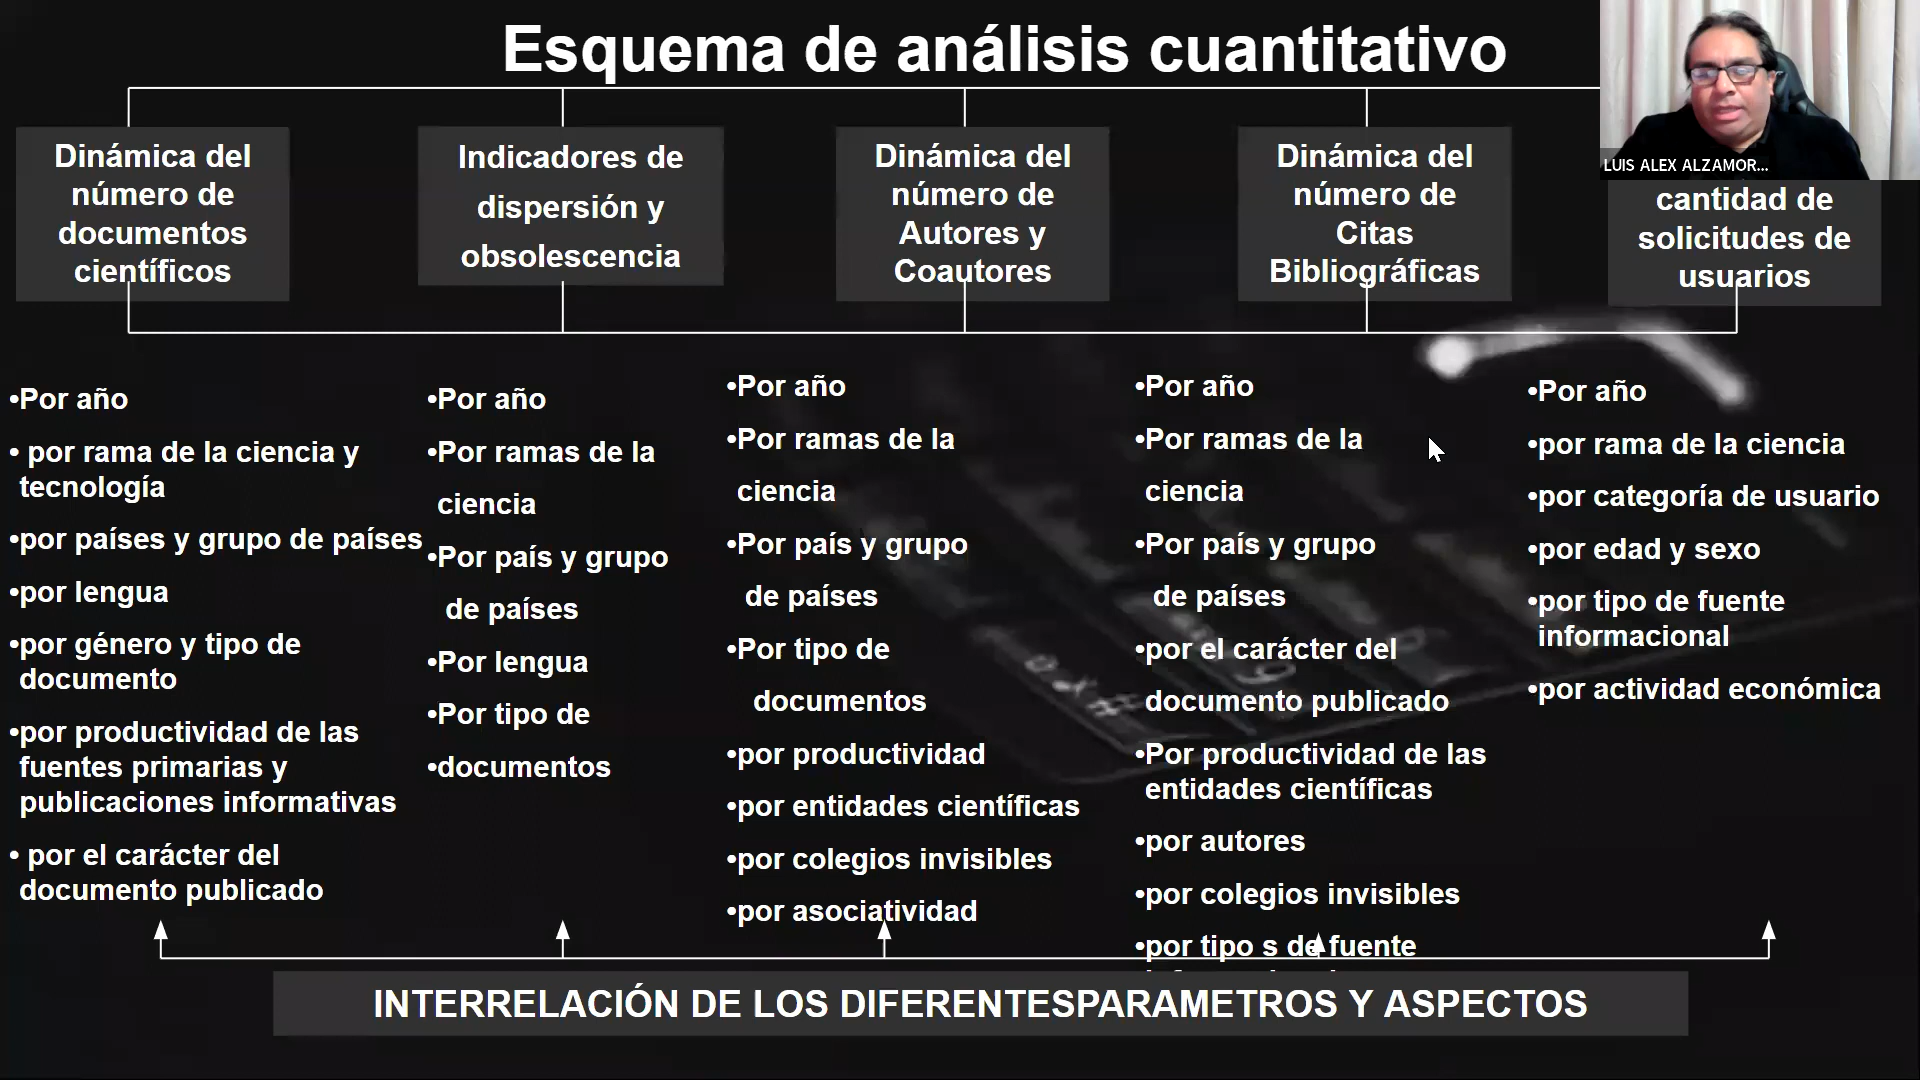 Esquema de análisis cuantitativo
LUIS ALEX ALZAMOR...
Dinámica del
número de
documentos
científicos
Indicadores de
dispersión y
obsolescencia
Dinámica del
número de
Autores y
Coautores
Dinámica del
número de
Citas
Bibliográficas
cantidad de
solicitudes de
usuarios
•Por año
• por rama de la ciencia y
tecnología
•por países y grupo de países
•por lengua
•por género y tipo de
documento
•por productividad de las
fuentes primarias y
publicaciones informativas
• por el carácter del
documento publicado
•Por año
•Por ramas de la
ciencia
•Por país y grupo
de países
•Por lengua
•Por tipo de
•documentos
•Por año
•Por ramas de la
ciencia
•Por país y grupo
de países
•Por tipo de
documentos
•por productividad
•por entidades científicas
•por colegios invisibles
•por asociatividad
•Por año
•Por ramas de la
ciencia
•Por país y grupo
de países
•por el carácter del
documento publicado
•Por productividad de las
entidades científicas
•por autores
•por colegios invisibles
•por tipo s de fuente
•Por año
•por rama de la ciencia
•por categoría de usuario
•por edad y sexo
•por tipo de fuente
informacional
•por actividad económica
INTERRELACIÓN DE LOS DIFERENTESPARAMETROS Y ASPECTOS